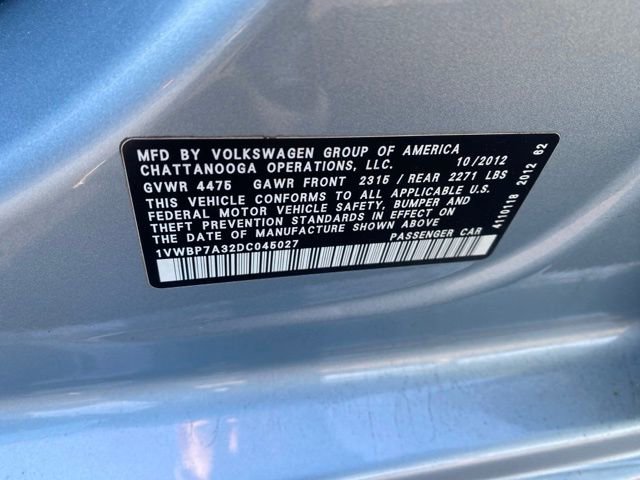 MFD BY VOLKSWAGEN GROUP OF AMERICA
CHATTANOOGA OPERATIONS, LLC. 10/2012
GVWR 4475 GAWR FRONT 2315 / REAR 2271 LBS
THIS VEHICLE CONFORMS TO ALL APPLICABLE U.S.
FEDERAL MOTOR VEHICLE SAFETY, BUMPER AND
THEFT PREVENTION STANDARDS IN EFFECT ON
THE DATE OF MANUFACTURE SHOWN ABOVE
1VWBP7A32DC045027 PASSENGER CAR
4110118 2012 62